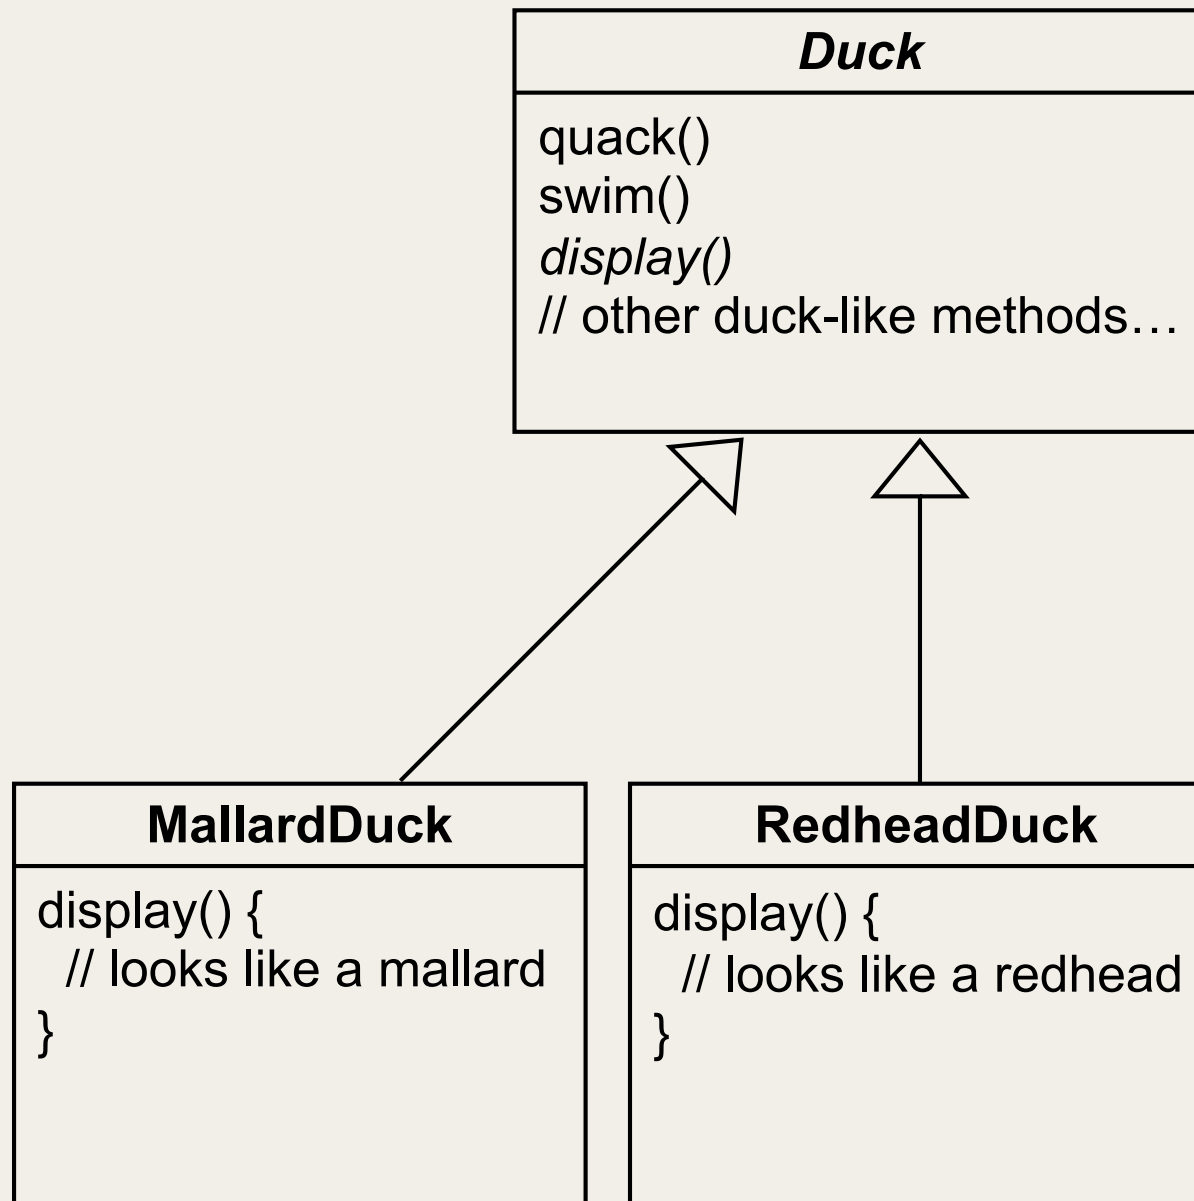 Duck
quack()
swim()
display()
// other duck-like methods…
MallardDuck
display() {
// looks like a mallard
}
RedheadDuck
display() {
// looks like a redhead
}